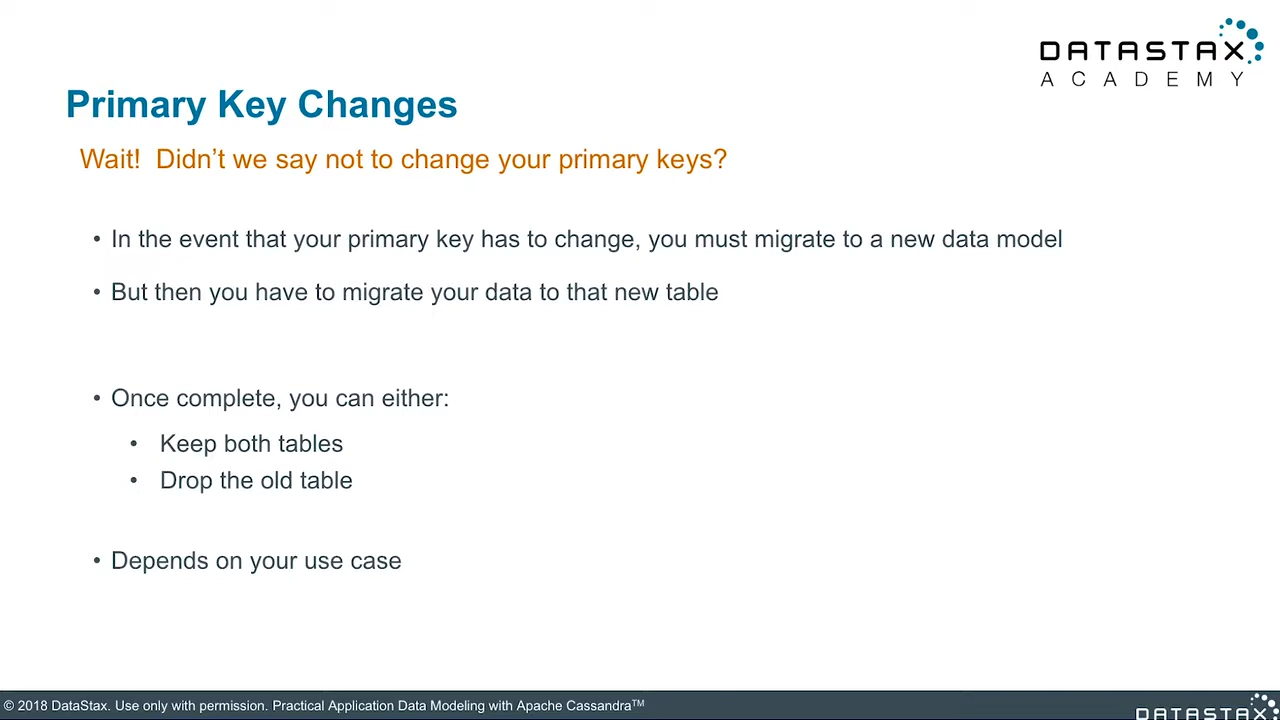 DATASTAX
ACADEMY
Primary Key Changes
Wait!  Didn’t we say not to change your primary keys?
• In the event that your primary key has to change, you must migrate to a new data model
• But then you have to migrate your data to that new table
• Once complete, you can either:
• Keep both tables
• Drop the old table
• Depends on your use case
© 2018 DataStax. Use only with permission. Practical Application Data Modeling with Apache Cassandra™
DATASTAX